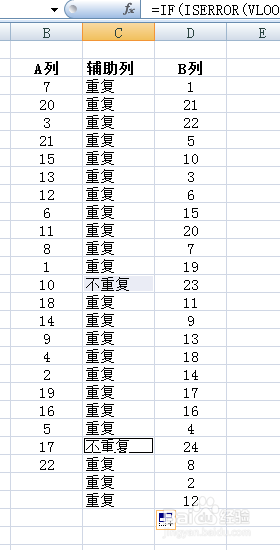 =IF(ISERROR(VLOO
B C D E
A列 辅助列 B列
7 重复 1
20 重复 21
3 重复 22
21 重复 5
15 重复 10
13 重复 3
12 重复 6
6 重复 15
11 重复 20
8 重复 7
1 重复 19
10 不重复 23
18 重复 11
14 重复 9
9 重复 13
4 重复 18
2 重复 14
19 重复 17
16 重复 16
5 重复 4
17 不重复 24
22 重复 8
重复 2
重复 12